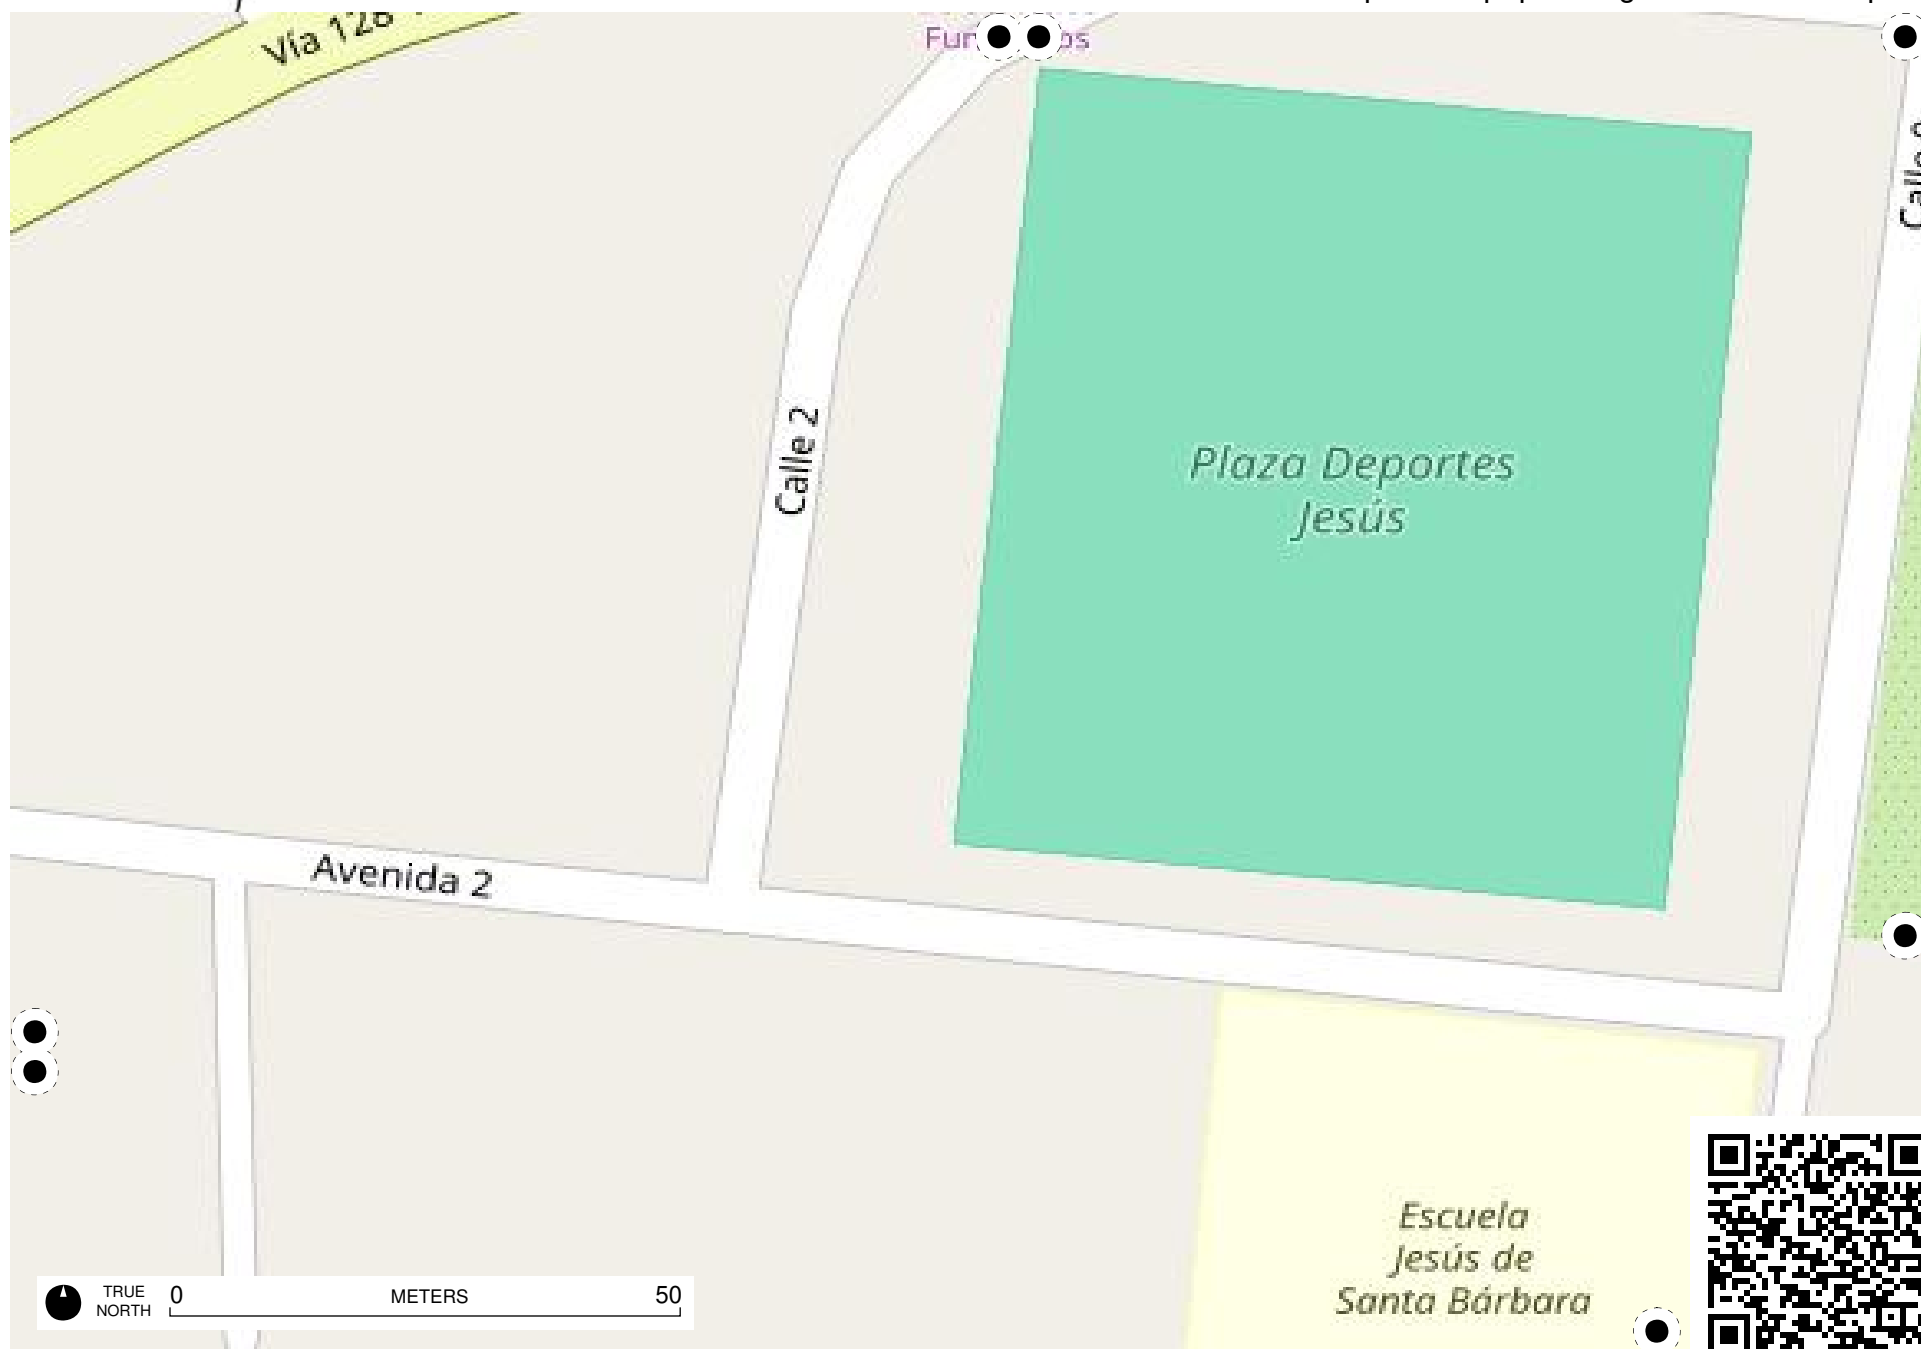 Vía 128
Calle 2
Plaza Deportes
Jesús
Avenida 2
Escuela
Jesús de
Santa Bárbara
TRUE
NORTH
0
METERS
50